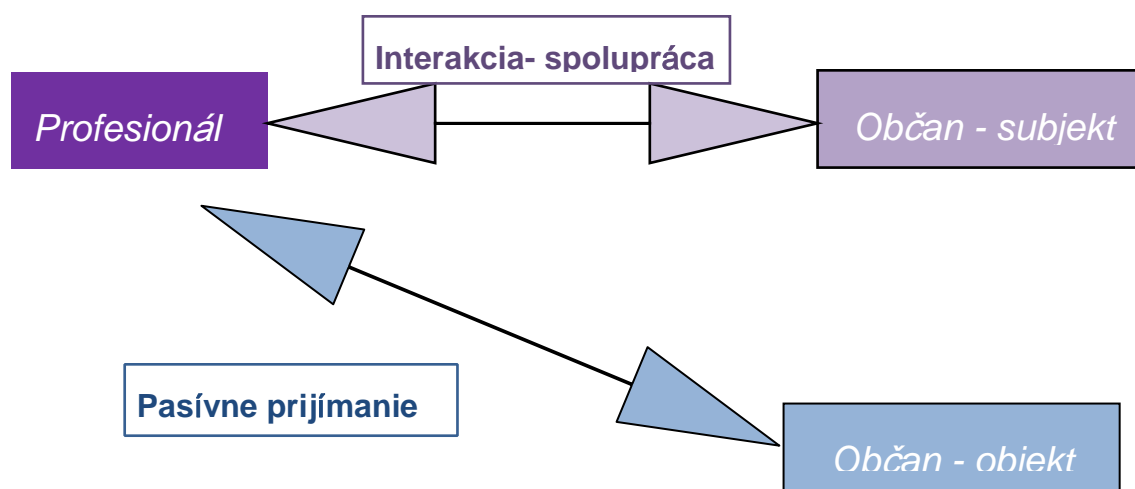 Interakcia- spolupráca
Profesionál
Občan - subjekt
Pasívne prijímanie
Občan - objekt